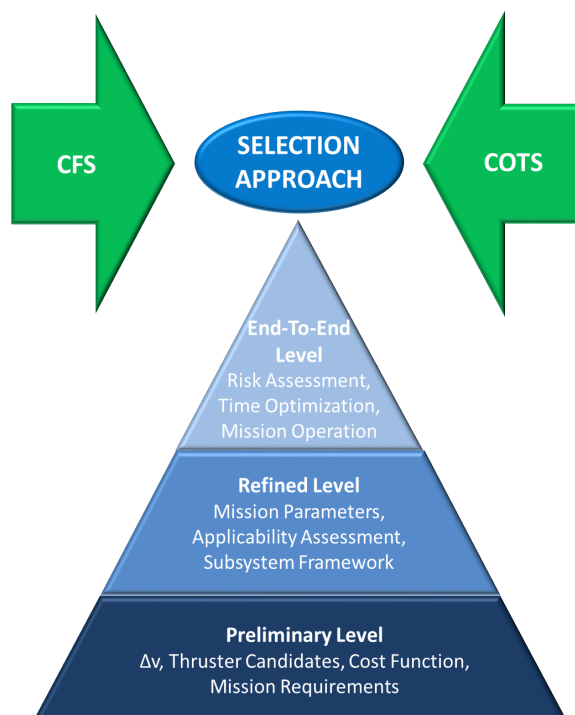 CFS
SELECTION
APPROACH
COTS
End-To-End
Level
Risk Assessment,
Time Optimization,
Mission Operation
Refined Level
Mission Parameters,
Applicability Assessment,
Subsystem Framework
Preliminary Level
Δv, Thruster Candidates, Cost Function,
Mission Requirements